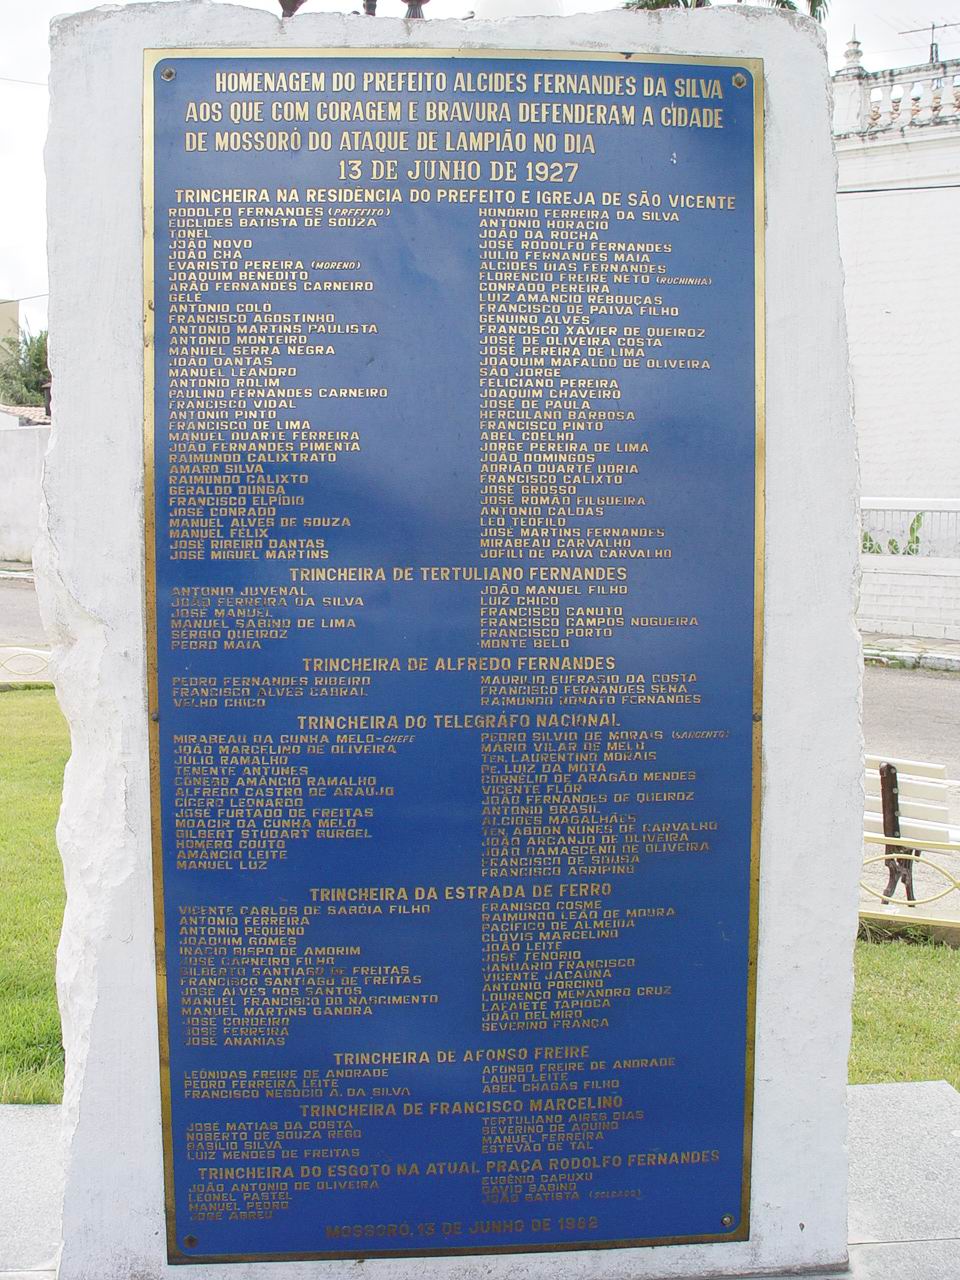 HOMENAGEM DO PREFEITO ALCIDES FERNANDES DA SILVA
AOS QUE COM CORAGEM E BRAVURA DEFENDERAM A CIDADE
DE MOSSORÓ DO ATAQUE DE LAMPIÃO NO DIA
13 DE JUNHO DE 1927
TRINCHEIRA NA RESIDÊNCIA DO PREFEITO E IGREJA DE SÃO VICENTE
RODOLFO FERNANDES (PREFEITO)
EUCLIDES BATISTA DE SOUZA
TONEL
JOÃO NOVO
JOÃO CHÁ
EVARISTO PEREIRA (MORENO)
JOAQUIM BENEDITO
ARÃO FERNANDES CARNEIRO
GELÉ
ANTONIO COLÓ
FRANCISCO AGOSTINHO
ANTONIO MARTINS PAULISTA
ANTONIO MONTEIRO
MANUEL SERRA NEGRA
JOÃO DANTAS
MANUEL LEANDRO
ANTONIO ROLIM
PAULINO FERNANDES CARNEIRO
FRANCISCO VIDAL
ANTONIO PINTO
FRANCISCO DE LIMA
MANUEL DUARTE FERREIRA
JOÃO FERNANDES PIMENTA
RAIMUNDO CALIXTRATO
AMARO SILVA
RAIMUNDO CALIXTO
GERALDO DUNGA
FRANCISCO ELPÍDIO
JOSÉ CONRADO
MANUEL ALVES DE SOUZA
MANUEL FÉLIX
JOSÉ RIBEIRO DANTAS
JOSÉ MIGUEL MARTINS
HONÓRIO FERREIRA DA SILVA
ANTONIO HORACIO
JOÃO DA ROCHA
JOSÉ RODOLFO FERNANDES
JULIO FERNANDES MAIA
ALCIDES DIAS FERNANDES
FLORENCIO FREIRE NETO (RUCHINHA)
CONRADO PEREIRA
LUIZ AMÂNCIO REBOUÇAS
FRANCISCO DE PAIVA FILHO
GENUINO ALVES
FRANCISCO XAVIER DE QUEIROZ
JOSÉ DE OLIVEIRA COSTA
JOSÉ PEREIRA DE LIMA
JOAQUIM MAFALDO DE OLIVEIRA
SÃO JORGE
FELICIANO PEREIRA
JOAQUIM CHAVEIRO
JOSÉ DE PAULA
HERCULANO BARBOSA
FRANCISCO PINTO
ABEL COELHO
JORGE PEREIRA DE LIMA
JOÃO DOMINGOS
ADRIÃO DUARTE DORIA
FRANCISCO CALIXTO
JOSÉ GROSSO
JOSÉ ROMÃO FILGUEIRA
ANTONIO CALDAS
LEO TEOFILO
JOSÉ MARTINS FERNANDES
MIRABEAU CARVALHO
JOFILI DE PAIVA CARVALHO
TRINCHEIRA DE TERTULIANO FERNANDES
ANTONIO JUVENAL
JOÃO FERREIRA DA SILVA
JOSÉ MANUEL
MANUEL SABINO DE LIMA
SERGIO QUEIROZ
PEDRO MAIA
JOÃO MANUEL FILHO
LUIZ CHICO
FRANCISCO CANUTO
FRANCISCO CAMPOS NOGUEIRA
FRANCISCO PORTO
MONTE BELO
TRINCHEIRA DE ALFREDO FERNANDES
PEDRO FERNANDES RIBEIRO
FRANCISCO ALVES CABRAL
VELHO CHICO
MAURILIO EUFRASIO DA COSTA
FRANCISCO FERNANDES SENA
RAIMUNDO NONATO FERNANDES
TRINCHEIRA DO TELEGRÁFO NACIONAL
MIRABEAU DA CUNHA MELO-CHEFE
JOÃO MARCELINO DE OLIVEIRA
JULIO RAMALHO
TENENTE ANTUNES
CÔNEGO AMÂNCIO RAMALHO
ALFREDO CASTRO DE ARAUJO
CICERO LEONARDO
JOSÉ FURTADO DE FREITAS
MOACIR DA CUNHA MELO
GILBERT STUDART GURGEL
HOMERO COUTO
AMÂNCIO LEITE
MANUEL LUZ
PEDRO SILVIO DE MORAIS (SARGENTO)
MÁRIO VILAR DE MELO
TEN. LAURENTINO MORAIS
PE. LUIZ DA MOTA
CORNÉLIO DE ARAGÃO MENDES
VICENTE FLÔR
JOÃO FERNANDES DE QUEIROZ
ANTONIO BRASIL
ALCIDES MAGALHÃES
TEN. ABDON NUNES DE CARVALHO
JOÃO ARCANJO DE OLIVEIRA
JOÃO DAMASCENO DE OLIVEIRA
FRANCISCO DE SOUSA
FRANCISCO AGRIPINO
TRINCHEIRA DA ESTRADA DE FERRO
VICENTE CARLOS DE SABÓIA FILHO
ANTONIO FERREIRA
ANTONIO PEQUENO
JOAQUIM GOMES
INACIO BISPO DE AMORIM
JOSÉ CARNEIRO FILHO
GILBERTO SANTIAGO DE FREITAS
FRANCISCO SANTIAGO DE FREITAS
JOSÉ ALVES DOS SANTOS
MANUEL FRANCISCO DO NASCIMENTO
MANUEL MARTINS GANDRA
JOSÉ CORDEIRO
JOSÉ FERREIRA
JOSÉ ANANIAS
FRANCISCO COSME
RAIMUNDO LEÃO DE MOURA
PACÍFICO DE ALMEIDA
CLOVIS MARCELINO
JOÃO LEITE
JOSÉ TENORIO
JANUÁRIO FRANCISCO
VICENTE JACAÚNA
ANTONIO PORCINO
LOURENÇO MENANDRO CRUZ
LAFAIETE TAPIOCA
JOÃO DELMIRO
SEVERINO FRANÇA
TRINCHEIRA DE AFONSO FREIRE
LEÔNIDAS FREIRE DE ANDRADE
PEDRO FERREIRA LEITE
FRANCISCO NEGÓCIO A. DA SILVA
AFONSO FREIRE DE ANDRADE
LAURO LEITE
ABEL CHAGAS FILHO
TRINCHEIRA DE FRANCISCO MARCELINO
JOSÉ MATIAS DA COSTA
NORBERTO DE SOUZA REGO
BASILIO SILVA
LUIZ MENDES DE FREITAS
TERTULIANO AIRES DIAS
SEVERINO DE AQUINO
MANUEL FERREIRA
ESTEVÃO DE TAL
TRINCHEIRA DO ESGOTO NA ATUAL PRAÇA RODOLFO FERNANDES
JOÃO ANTONIO DE OLIVEIRA
LEONEL PASTEL
MANUEL PEDRO
JOSÉ ABREU
EUGÊNIO CAPUXU
DAVID SABINO
JOÃO BATISTA (SOLDADO)
MOSSORÓ, 13 DE JUNHO DE 1982